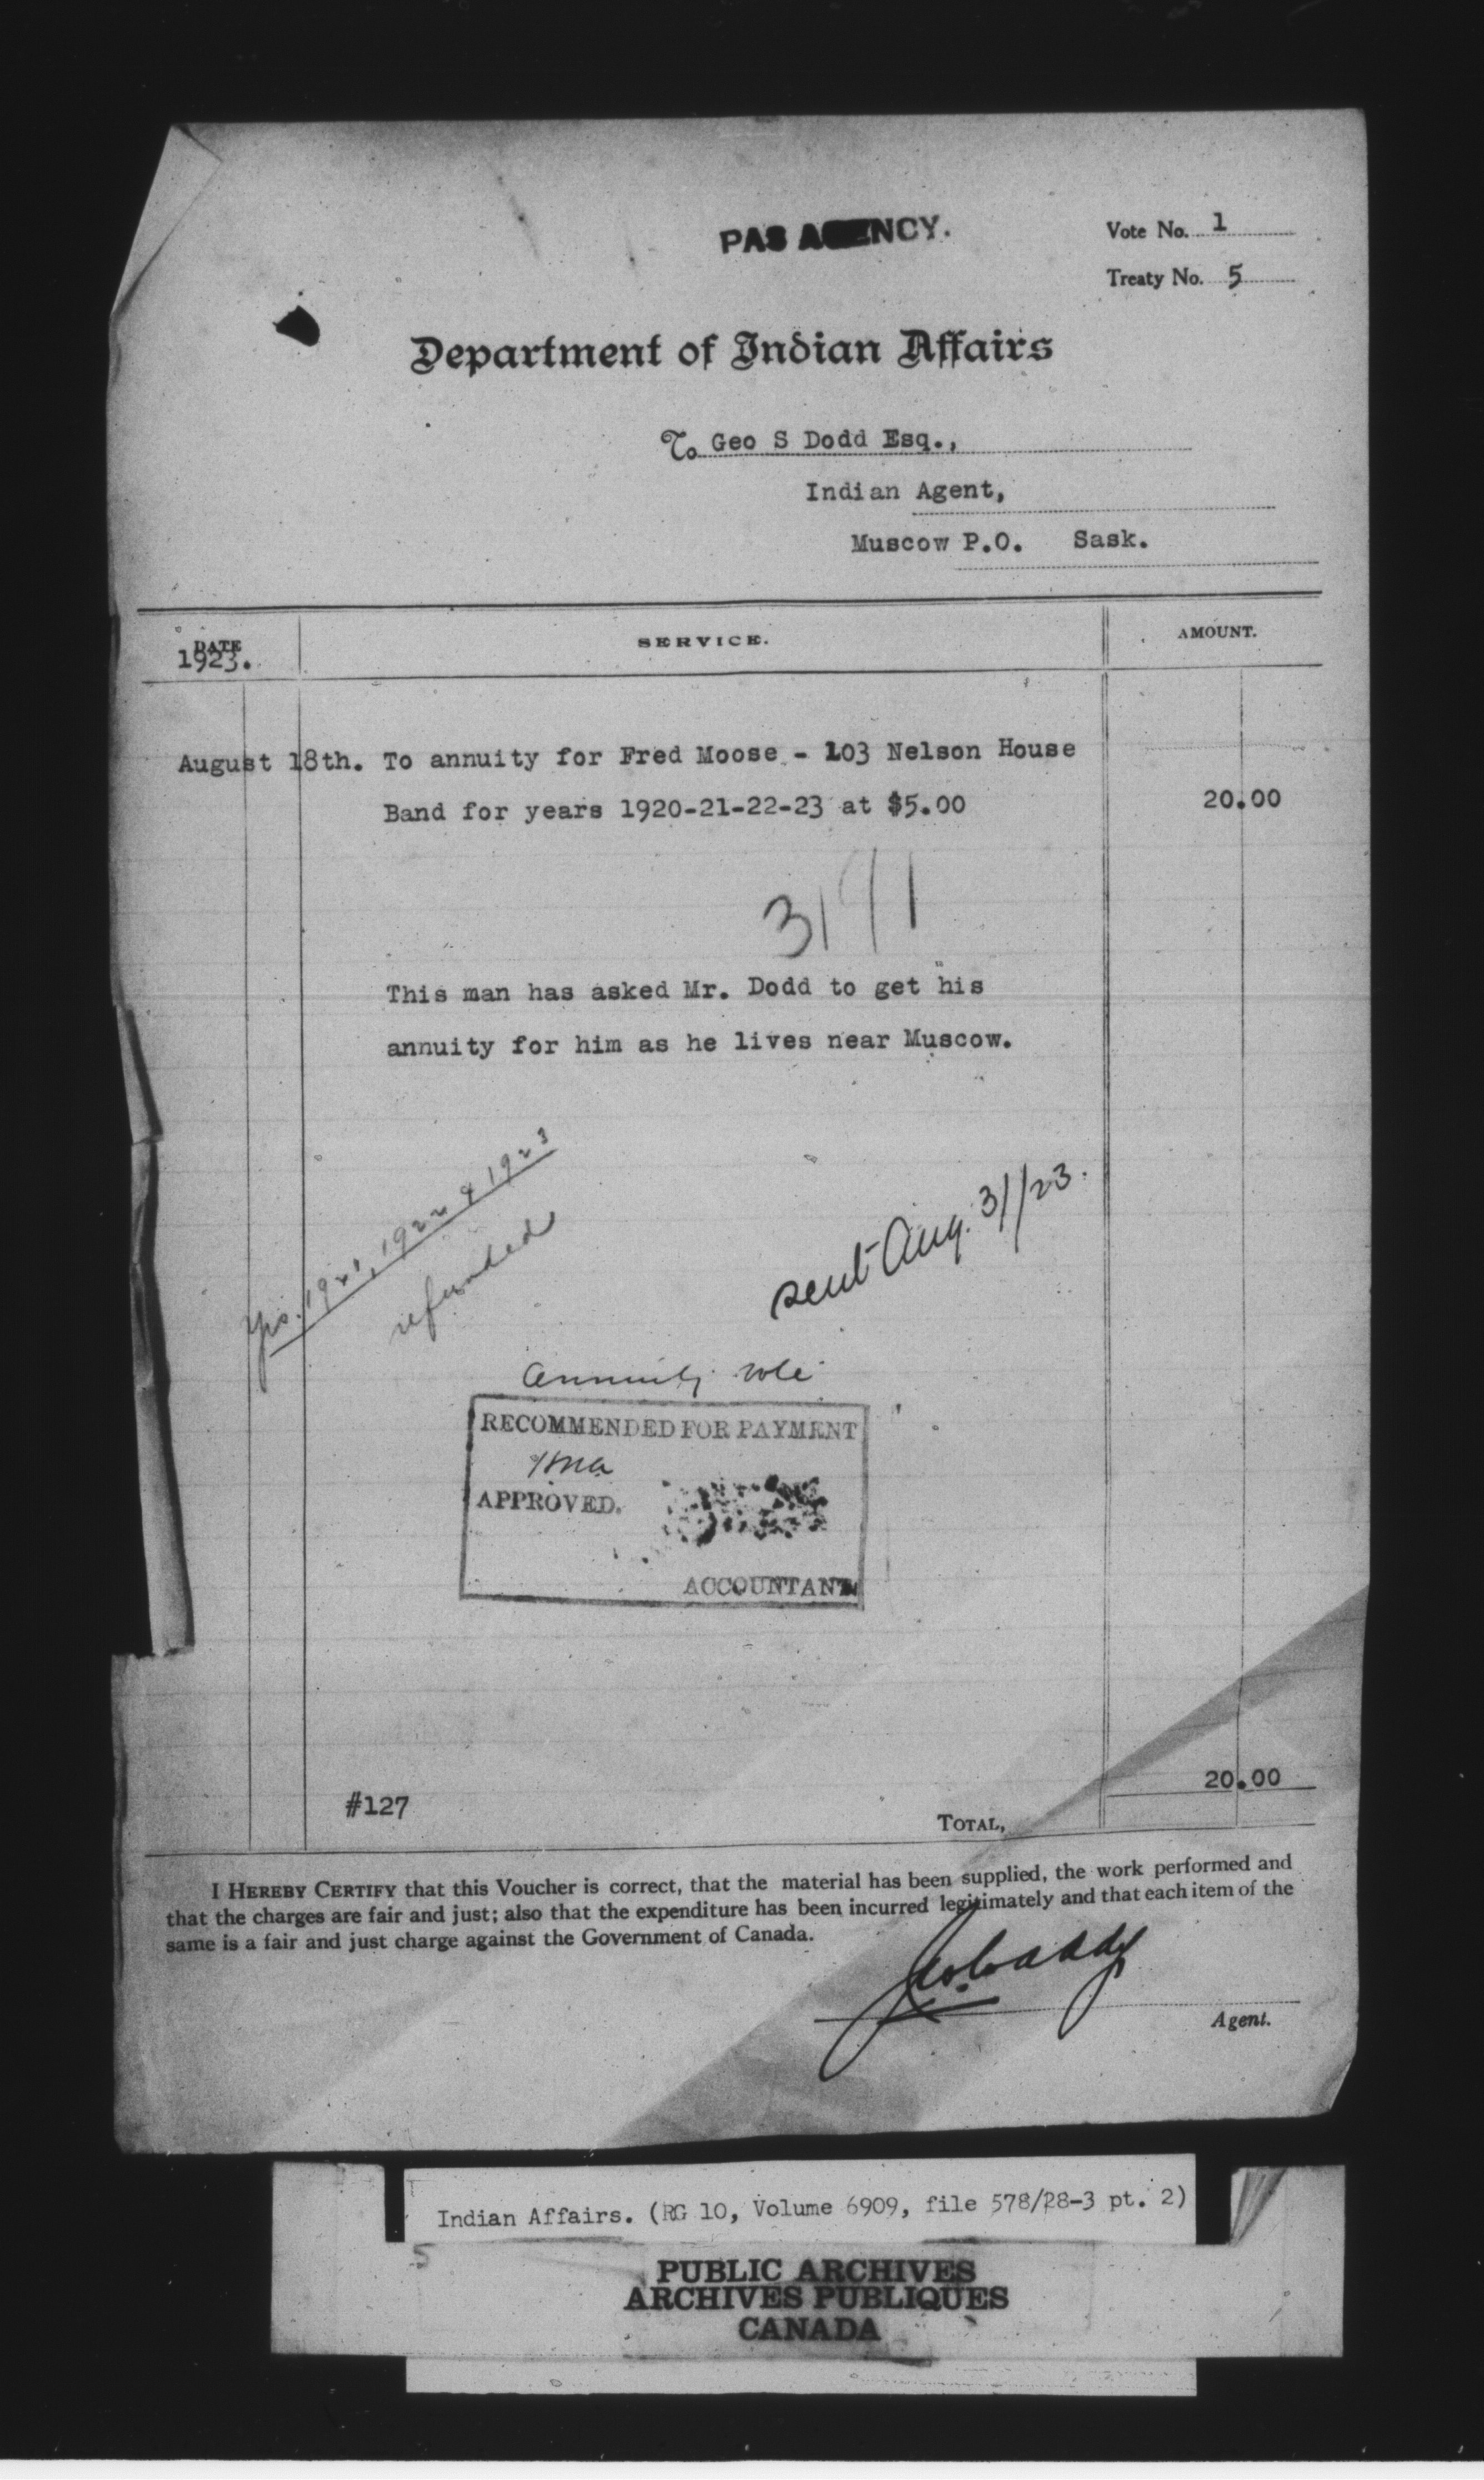 PAS AGENCY.
Vote No. 1
Treaty No. 5
Department of Indian Affairs
To Geo S Dodd Esq.,
Indian Agent,
Muscow P.O. Sask.
DATE SERVICE. AMOUNT.
1923.
August 18th. To annuity for Fred Moose - 103 Nelson House
Band for years 1920-21-22-23 at $5.00 20.00
3191
This man has asked Mr. Dodd to get his
annuity for him as he lives near Muscow.
yrs. 1921, 1922 & 1923
refunded
sent Aug. 31/23.
Annuity vote
RECOMMENDED FOR PAYMENT
APPROVED.
ACCOUNTANT
20.00
#127
TOTAL,
I HEREBY CERTIFY that this Voucher is correct, that the material has been supplied, the work performed and
that the charges are fair and just; also that the expenditure has been incurred legitimately and that each item of the
same is a fair and just charge against the Government of Canada.
Agent.
Indian Affairs. (RG 10, Volume 6909, file 578/28-3 pt. 2)
5
PUBLIC ARCHIVES
ARCHIVES PUBLIQUES
CANADA